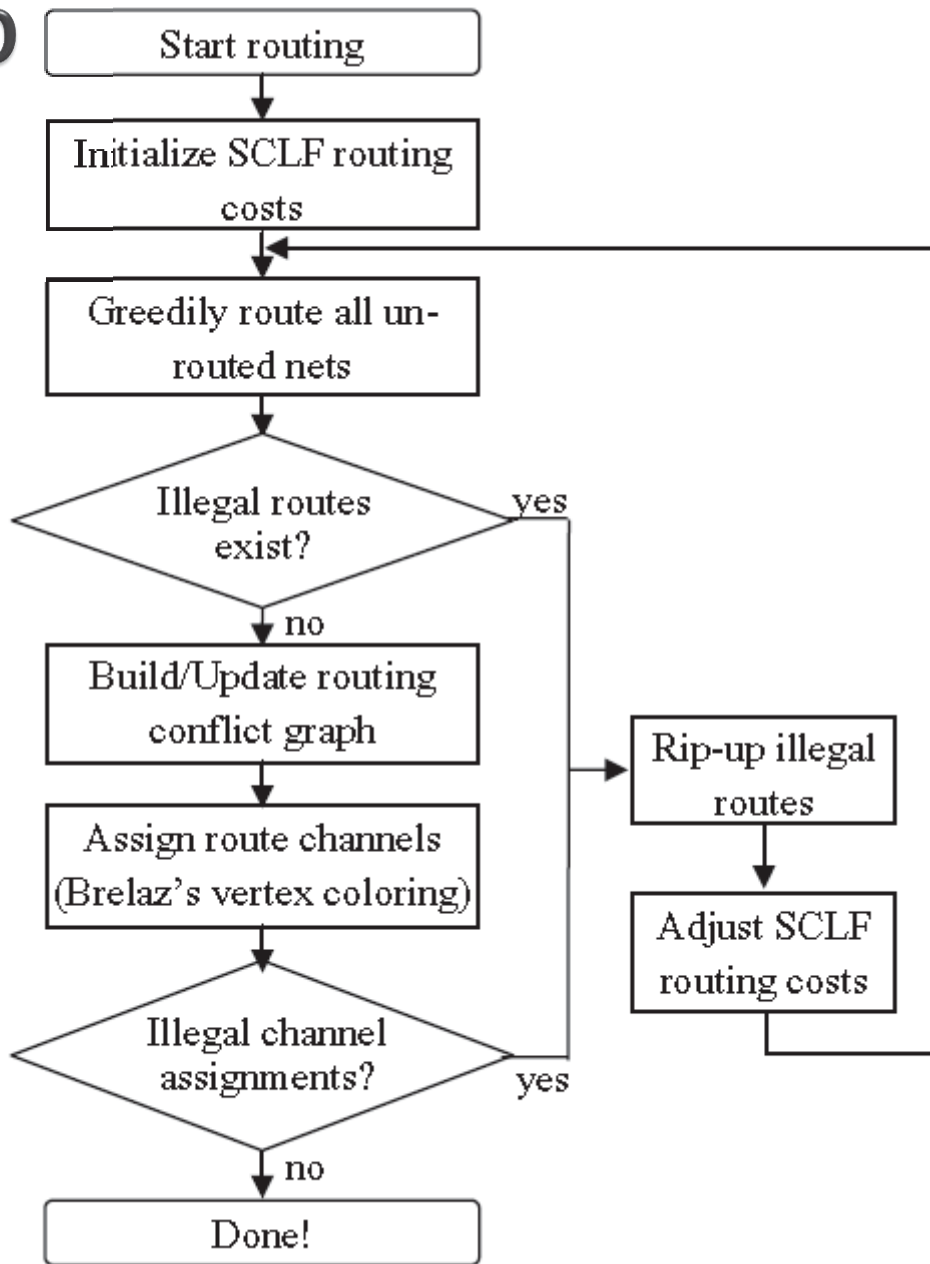 Start routing
Initialize SCLF routing
costs
Greedily route all un-
routed nets
Illegal routes
exist?
yes
no
Build/Update routing
conflict graph
Assign route channels
(Brelaz's vertex coloring)
Rip-up illegal
routes
Adjust SCLF
routing costs
Illegal channel
assignments?
yes
no
Done!